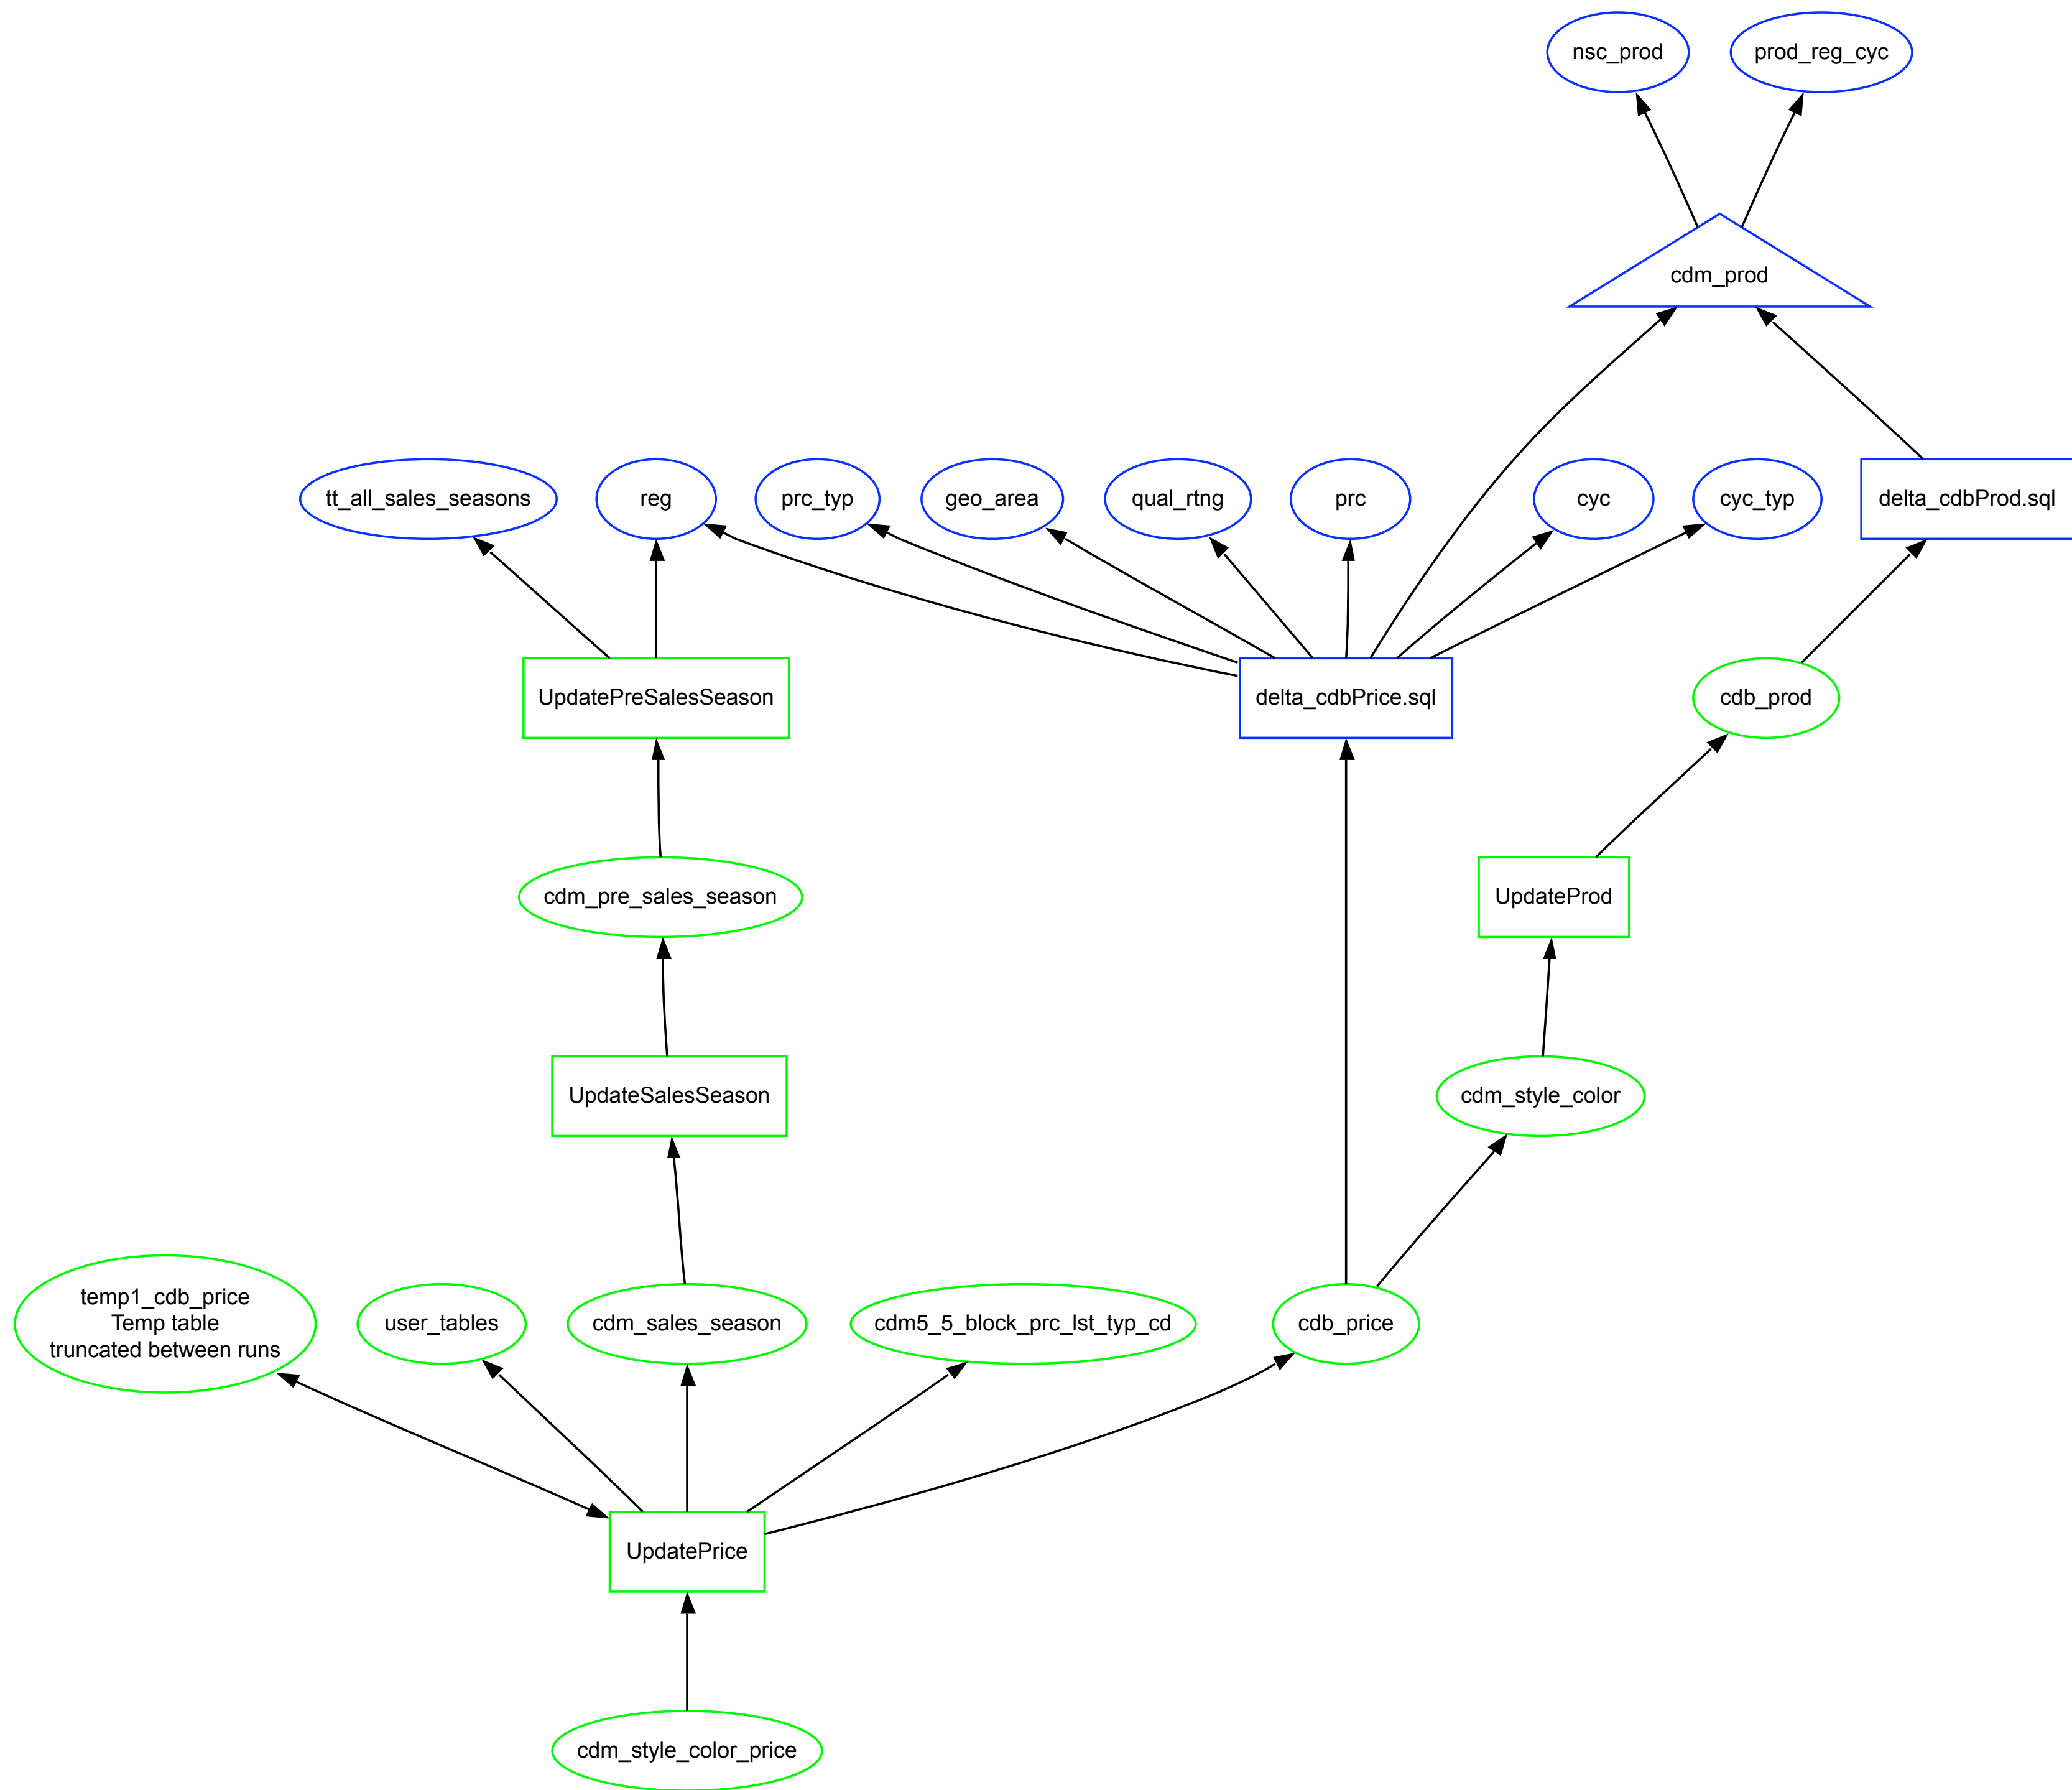 nsc_prod
prod_reg_cyc
cdm_prod
tt_all_sales_seasons
reg
prc_typ
geo_area
qual_rtng
prc
cyc
cyc_typ
delta_cdbProd.sql
UpdatePreSalesSeason
delta_cdbPrice.sql
cdb_prod
cdm_pre_sales_season
UpdateProd
UpdateSalesSeason
cdm_style_color
temp1_cdb_price
Temp table
truncated between runs
user_tables
cdm_sales_season
cdm5_5_block_prc_lst_typ_cd
cdb_price
UpdatePrice
cdm_style_color_price